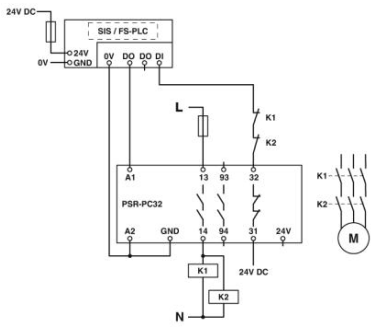 24V DC
SIS / FS-PLC
24V
0V GND
0V DO DO DI
L
K1
K2
A1 13 93 32
PSR-PC32
K1
K2
A2 GND 14 94 31 24V
M
K1
24V DC
K2
N